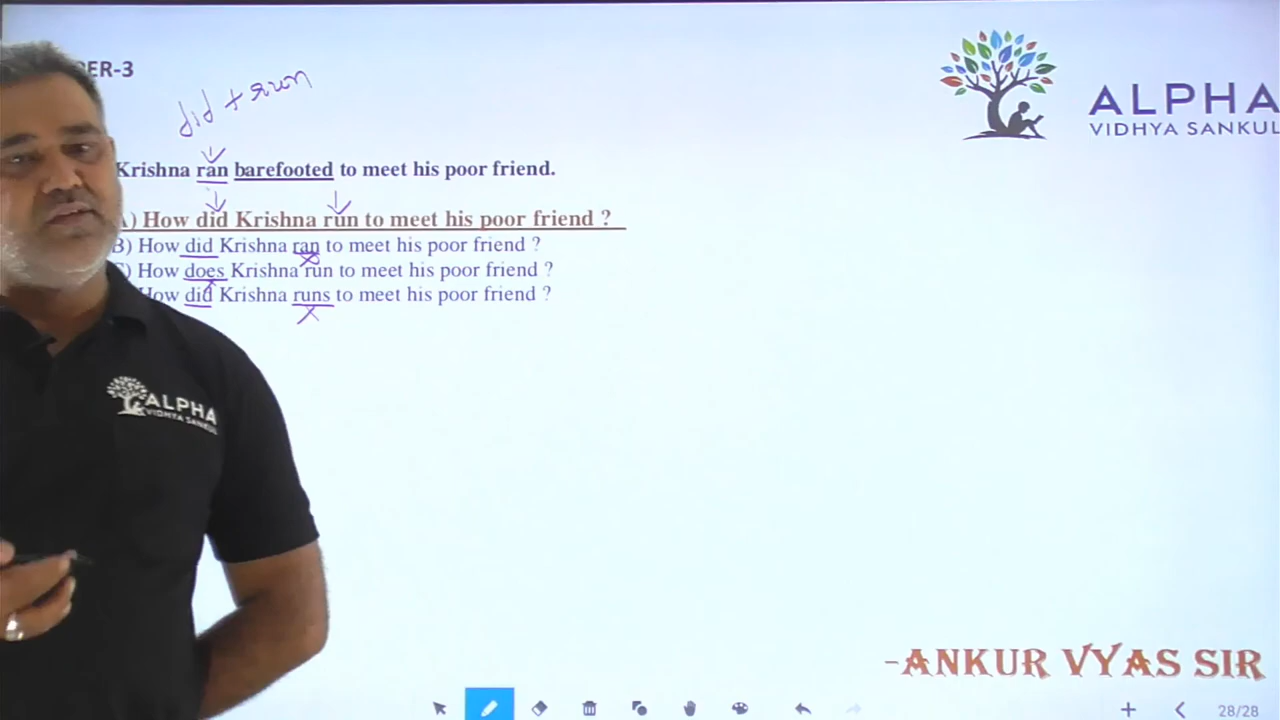 ER-3
did + run
ALPHA
VIDHYA SANKUL
Krishna ran barefooted to meet his poor friend.
) How did Krishna run to meet his poor friend ?
B) How did Krishna ran to meet his poor friend ?
) How does Krishna run to meet his poor friend ?
How did Krishna runs to meet his poor friend ?
ALPHA
VIDHYA SANKUL
-ANKUR VYAS SIR
28/28